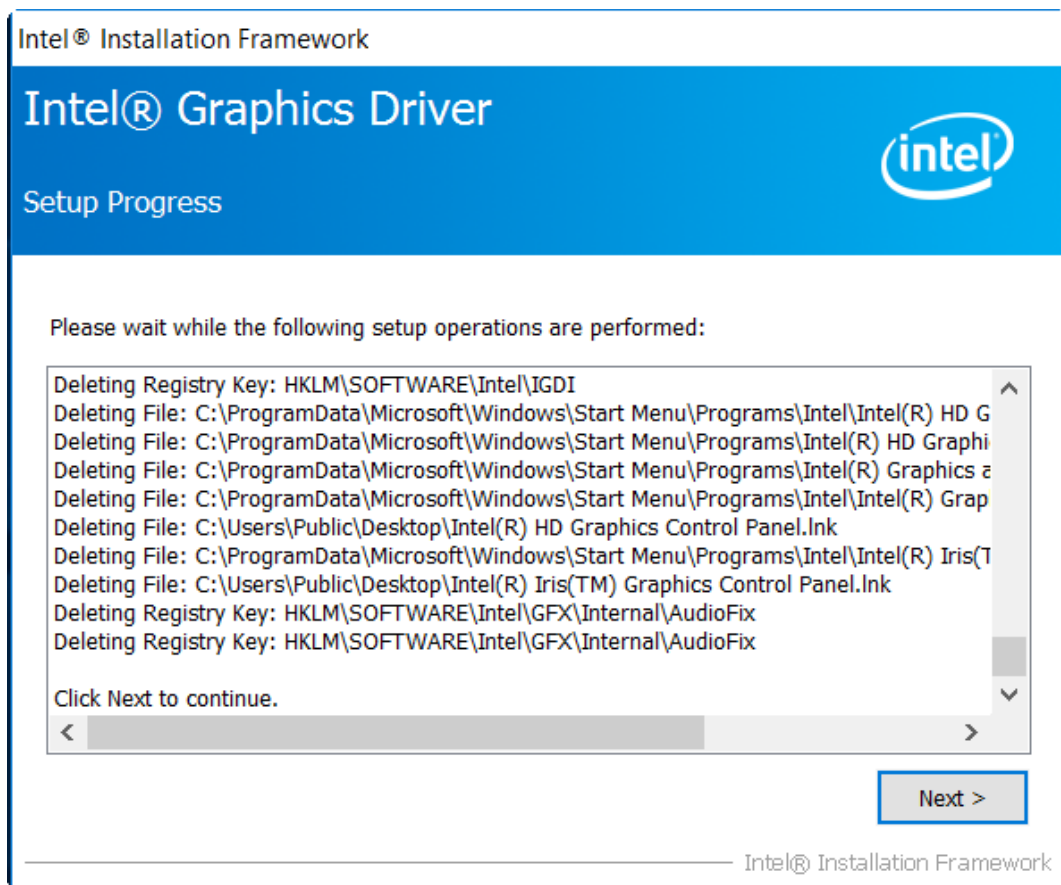 Intel® Installation Framework
Intel® Graphics Driver
intel
Setup Progress
Please wait while the following setup operations are performed:
Deleting Registry Key: HKLM\SOFTWARE\Intel\IGDI
Deleting File: C:\ProgramData\Microsoft\Windows\Start Menu\Programs\Intel\Intel(R) HD G
Deleting File: C:\ProgramData\Microsoft\Windows\Start Menu\Programs\Intel(R) HD Graphi
Deleting File: C:\ProgramData\Microsoft\Windows\Start Menu\Programs\Intel(R) Graphics a
Deleting File: C:\ProgramData\Microsoft\Windows\Start Menu\Programs\Intel\Intel(R) Grap
Deleting File: C:\Users\Public\Desktop\Intel(R) HD Graphics Control Panel.lnk
Deleting File: C:\ProgramData\Microsoft\Windows\Start Menu\Programs\Intel\Intel(R) Iris(T
Deleting File: C:\Users\Public\Desktop\Intel(R) Iris(TM) Graphics Control Panel.lnk
Deleting Registry Key: HKLM\SOFTWARE\Intel\GFX\Internal\AudioFix
Deleting Registry Key: HKLM\SOFTWARE\Intel\GFX\Internal\AudioFix
Click Next to continue.
Next >
Intel® Installation Framework